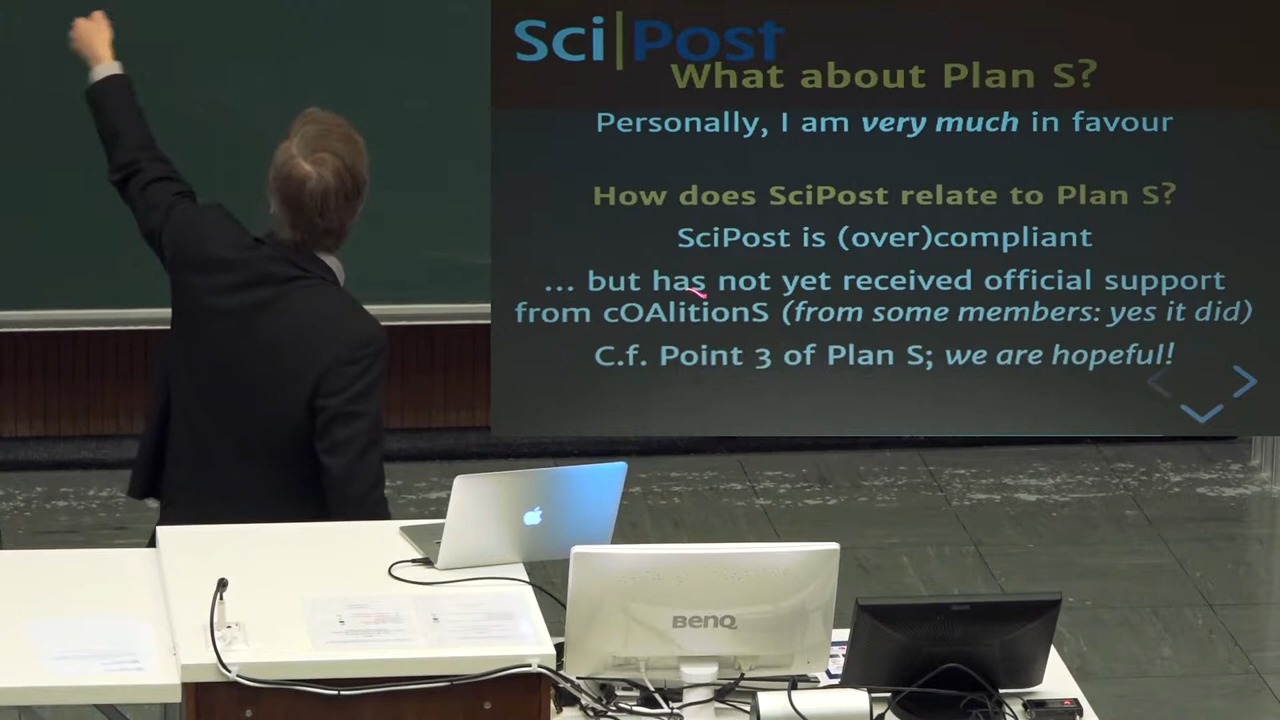 Sci|Post
What about Plan S?
Personally, I am very much in favour
How does SciPost relate to Plan S?
SciPost is (over)compliant
... but has not yet received official support
from cOAlitionS (from some members: yes it did)
C.f. Point 3 of Plan S; we are hopeful!
BenQ